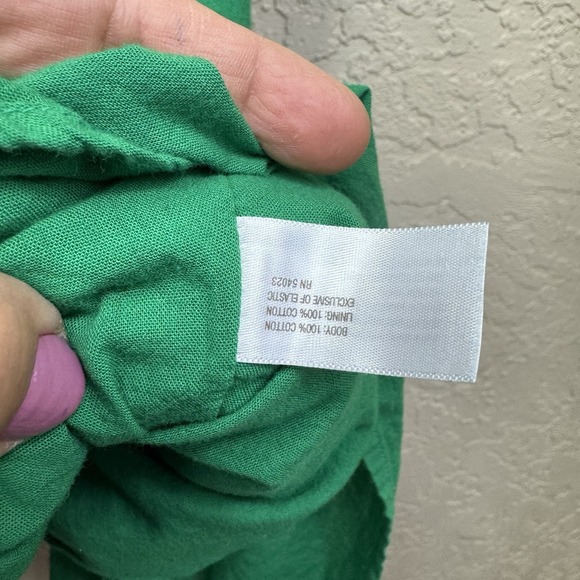 BODY: 100% COTTON
LINING: 100% COTTON
EXCLUSIVE OF ELASTIC
RN 54023